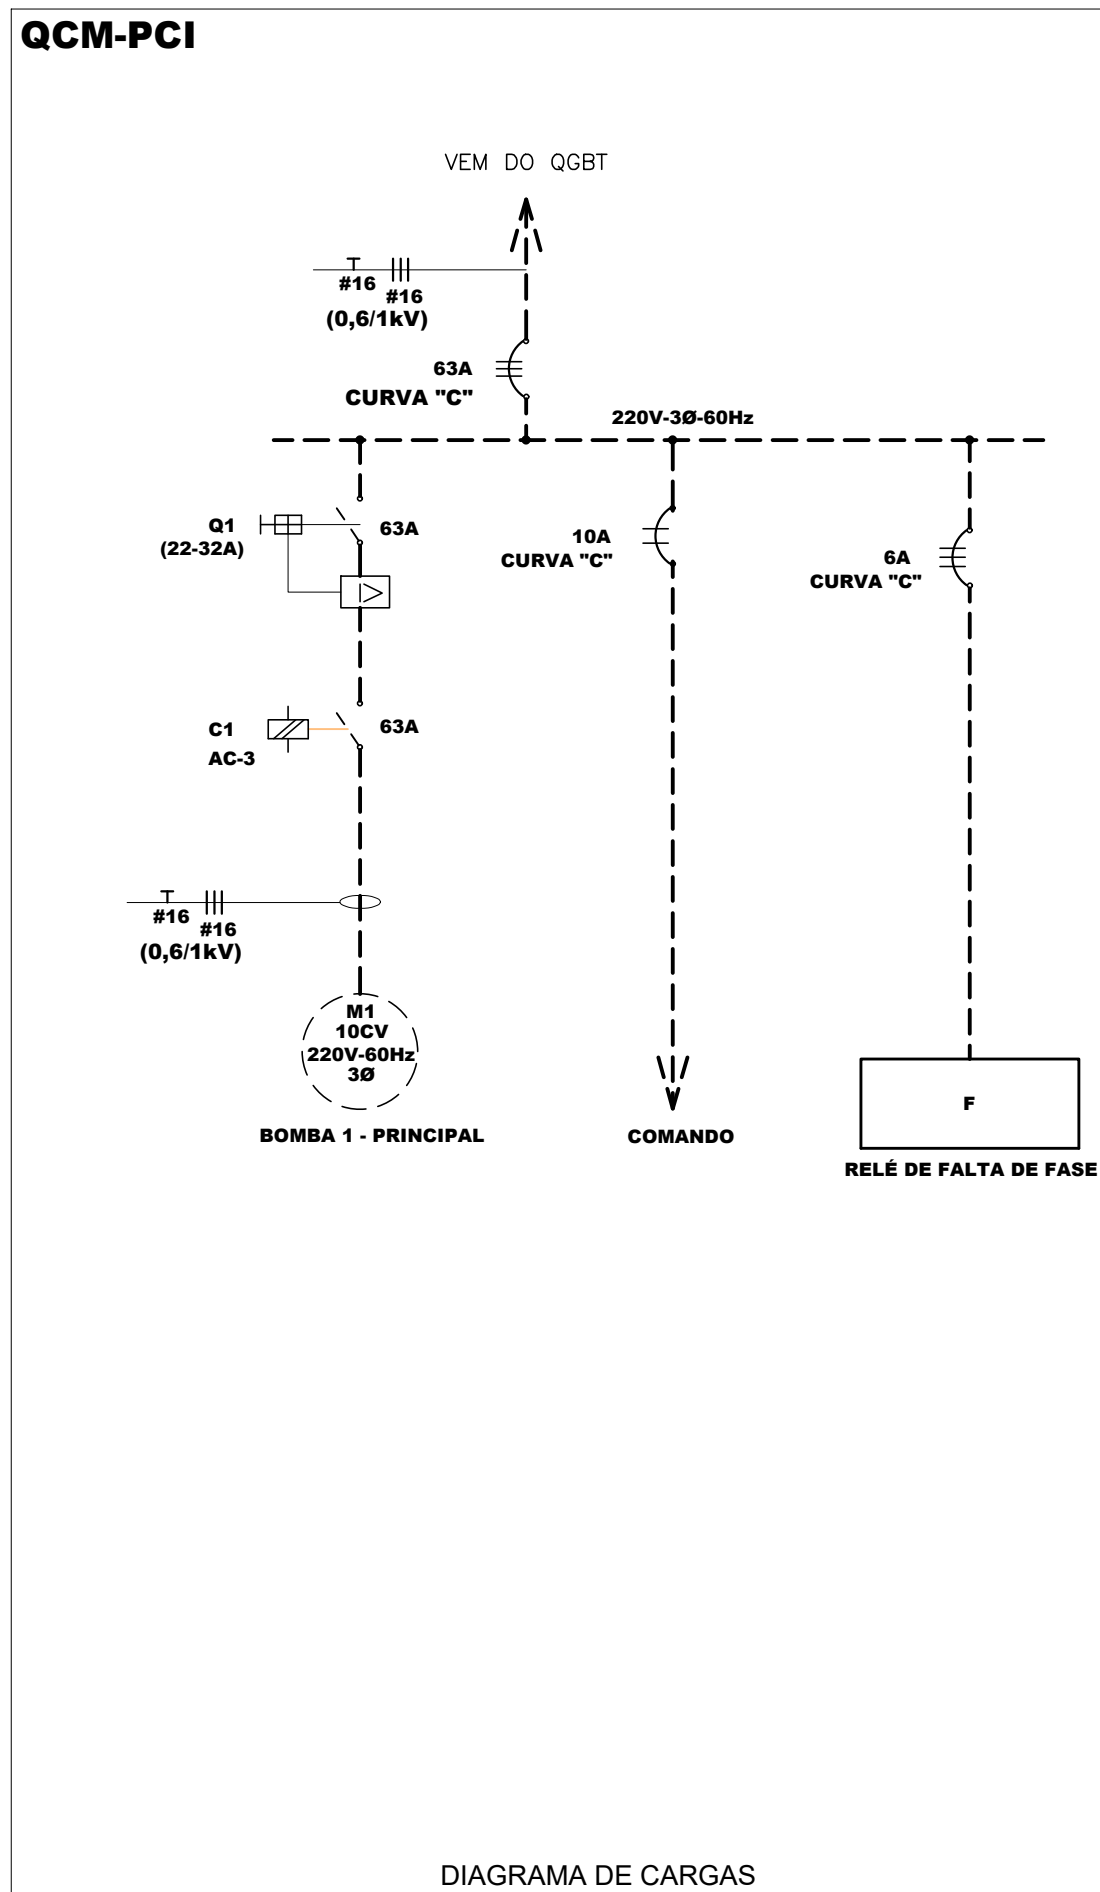 QCM-PCI
VEM DO QGBT
#16
#16
(0,6/1kV)
63A
CURVA "C"
220V-3Ø-60Hz
Q1
(22-32A)
63A
10A
CURVA "C"
6A
CURVA "C"
C1
AC-3
63A
#16
#16
(0,6/1kV)
M1
10CV
220V-60Hz
3Ø
BOMBA 1 - PRINCIPAL
COMANDO
F
RELÉ DE FALTA DE FASE
DIAGRAMA DE CARGAS